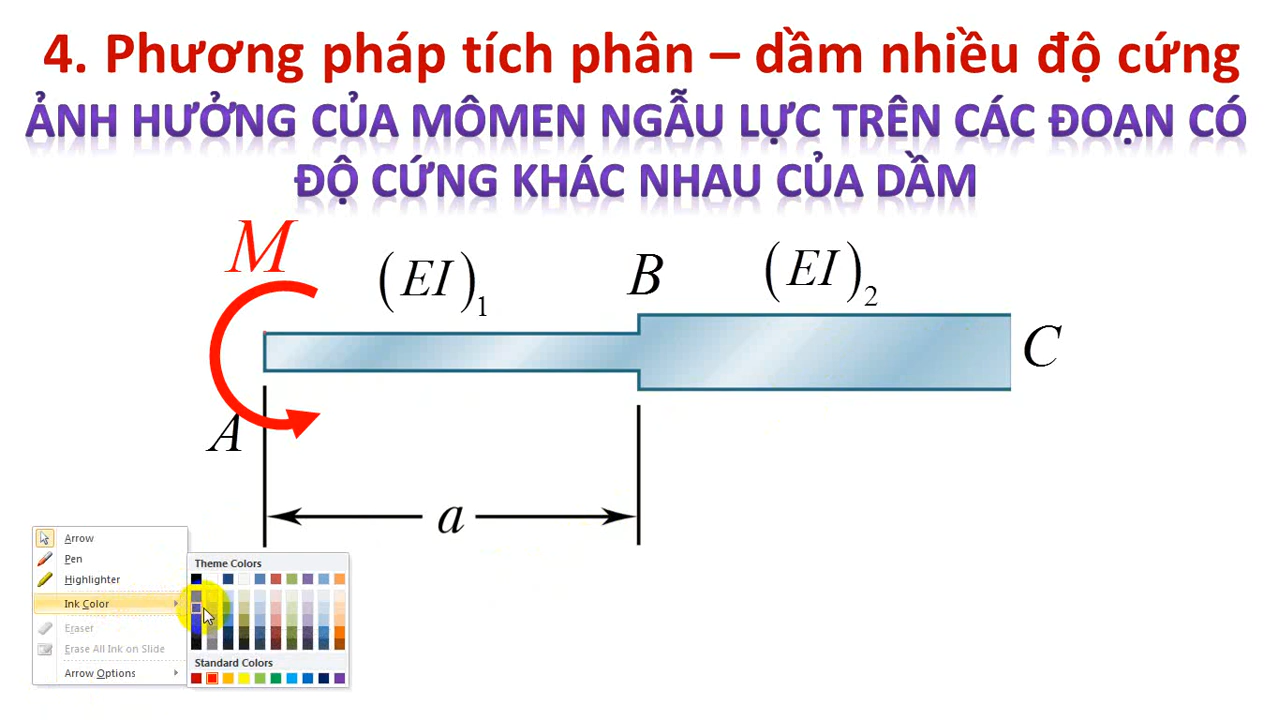 4. Phương pháp tích phân – dầm nhiều độ cứng
ẢNH HƯỞNG CỦA MÔMEN NGẪU LỰC TRÊN CÁC ĐOẠN CÓ
ĐỘ CỨNG KHÁC NHAU CỦA DẦM
M
(EI)₁
B
(EI)₂
C
A
a
Arrow
Pen
Highlighter
Ink Color
Eraser
Erase All Ink on Slide
Arrow Options
Theme Colors
Standard Colors